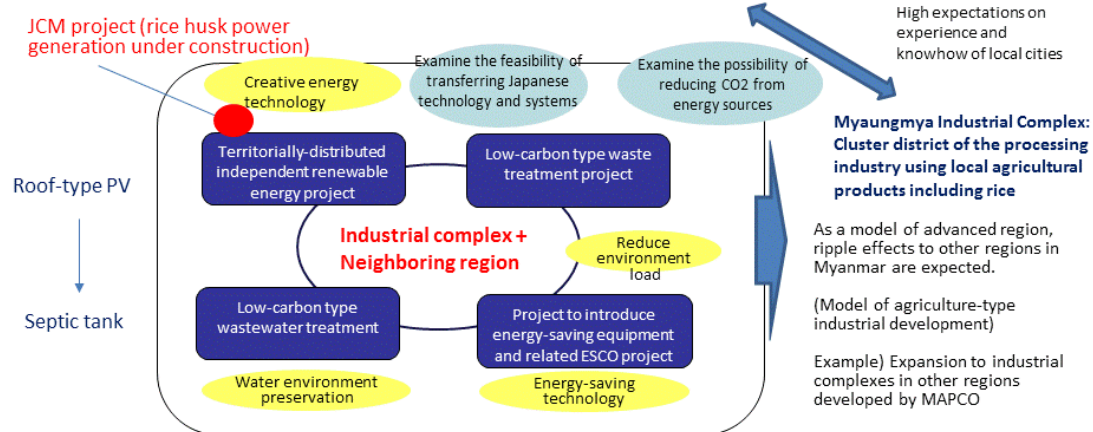 JCM project (rice husk power
generation under construction)
High expectations on
experience and
knowhow of local cities
Creative energy
technology
Examine the feasibility of
transferring Japanese
technology and systems
Examine the possibility of
reducing CO2 from
energy sources
Roof-type PV
Septic tank
Territorially-distributed
independent renewable
energy project
Low-carbon type waste
treatment project
Industrial complex +
Neighboring region
Reduce
environment
load
Low-carbon type
wastewater treatment
Project to introduce
energy-saving equipment
and related ESCO project
Water environment
preservation
Energy-saving
technology
Myaungmya Industrial Complex:
Cluster district of the processing
industry using local agricultural
products including rice
As a model of advanced region,
ripple effects to other regions in
Myanmar are expected.
(Model of agriculture-type
industrial development)
Example) Expansion to industrial
complexes in other regions
developed by MAPCO